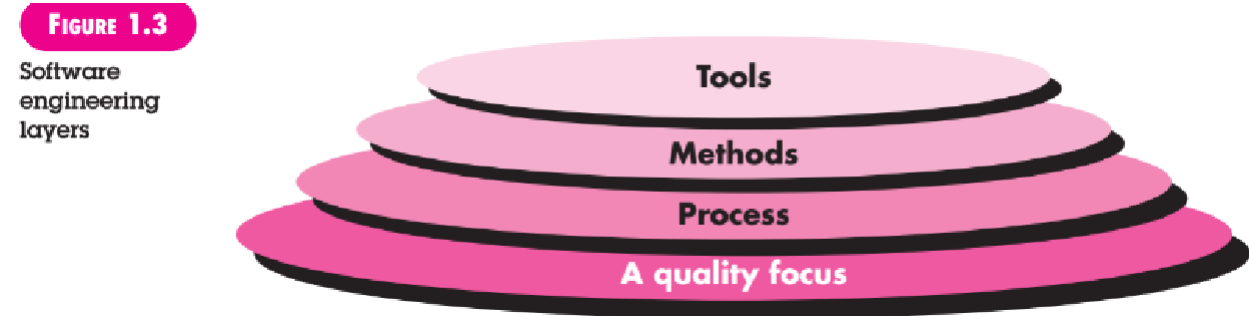 FIGURE 1.3
Software
engineering
layers
Tools
Methods
Process
A quality focus